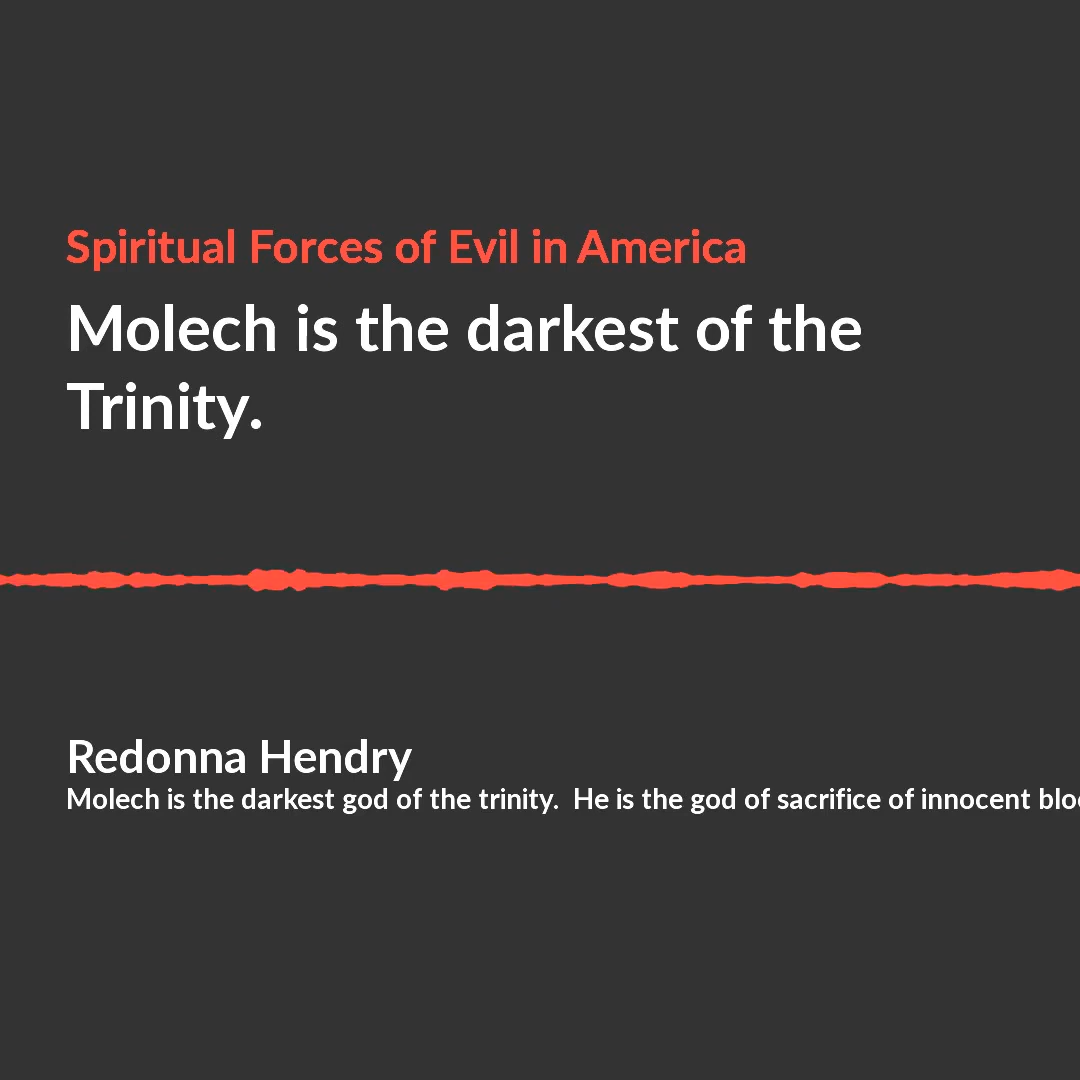 Spiritual Forces of Evil in America
Molech is the darkest of the
Trinity.
Redonna Hendry
Molech is the darkest god of the trinity.  He is the god of sacrifice of innocent